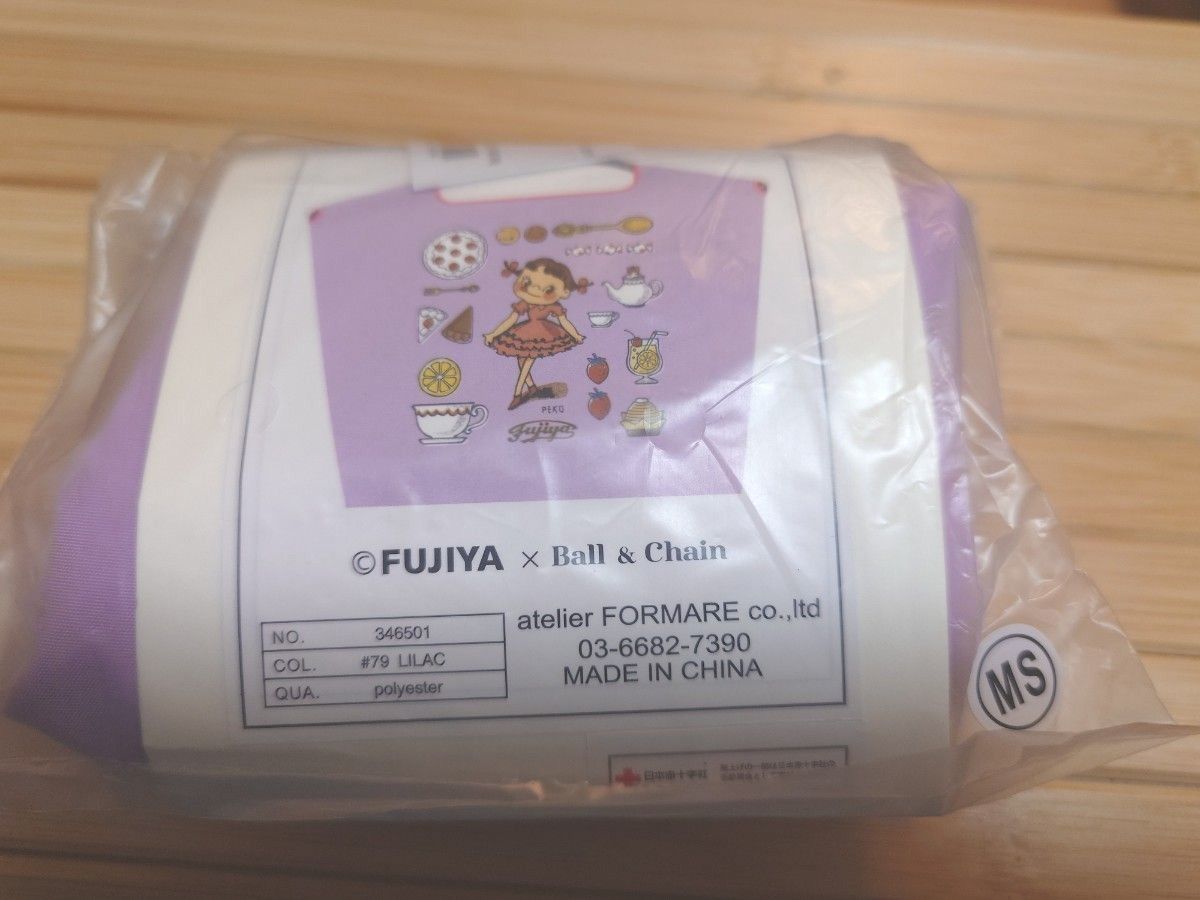 PEKO
Fujiya
©FUJIYA × Ball & Chain
NO. 346501
COL. #79 LILAC
QUA. polyester
atelier FORMARE co.,ltd
03-6682-7390
MADE IN CHINA
MS
日本赤十字社